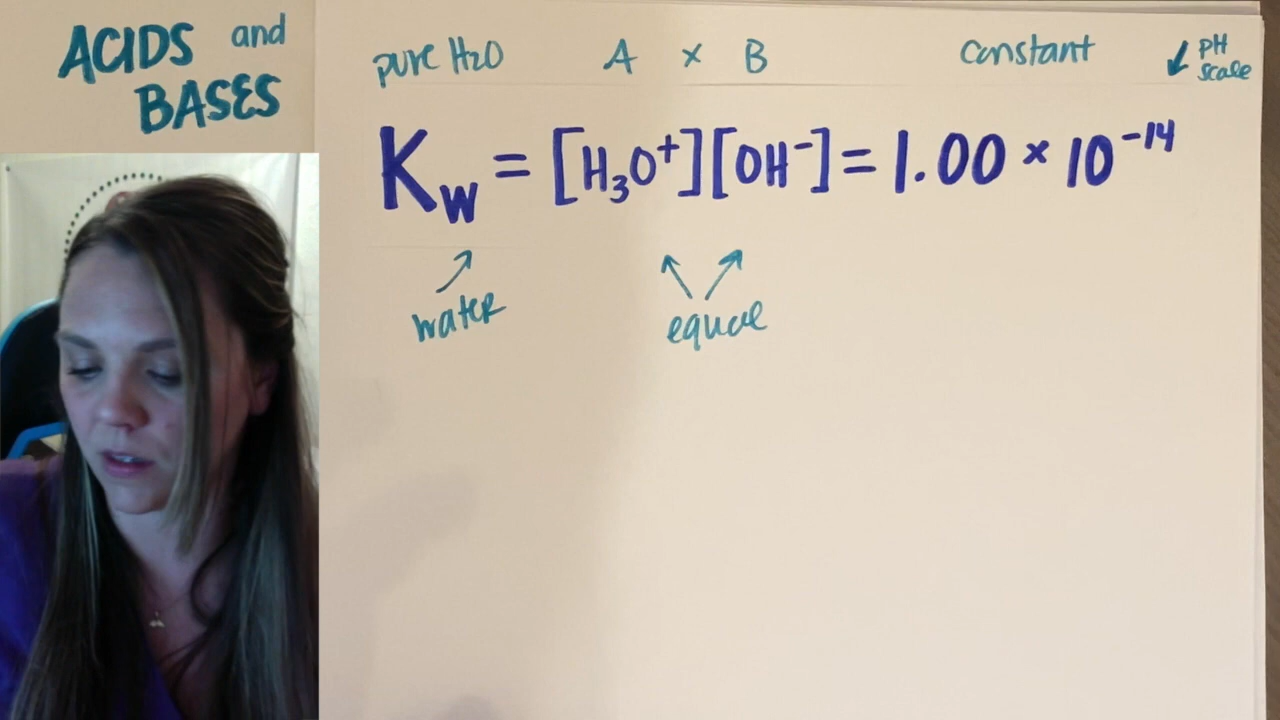 ACIDS and
BASES
pure H₂O A × B constant ↓ pH
scale
Kw = [H₃O⁺][OH⁻] = 1.00 × 10⁻¹⁴
water
equal